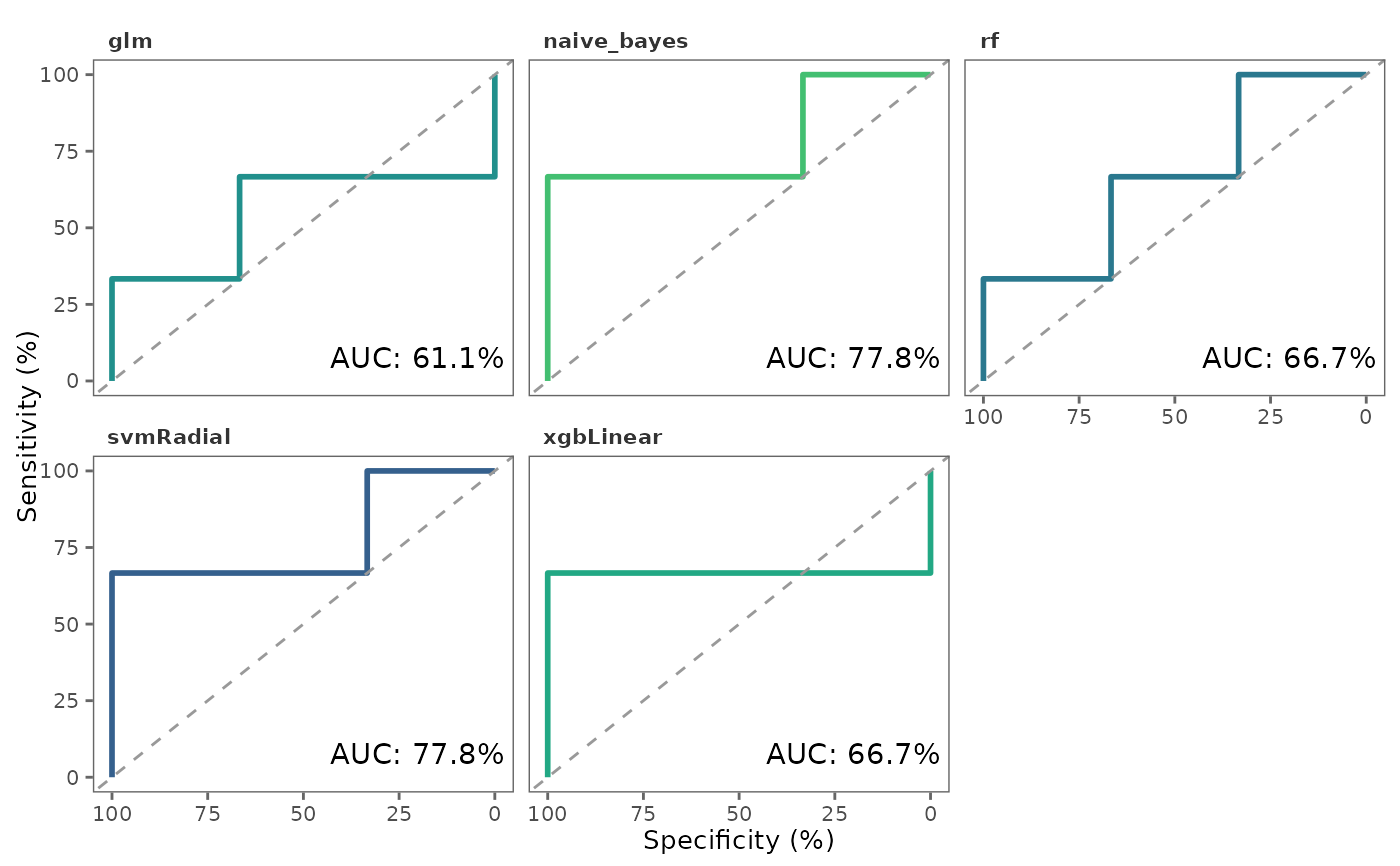 glm
naive_bayes
rf
100
75
50
25
0
AUC: 61.1%
AUC: 77.8%
AUC: 66.7%
100 75 50 25 0
svmRadial
xgbLinear
100
75
50
25
0
AUC: 77.8%
AUC: 66.7%
100 75 50 25 0
100 75 50 25 0
Sensitivity (%)
Specificity (%)